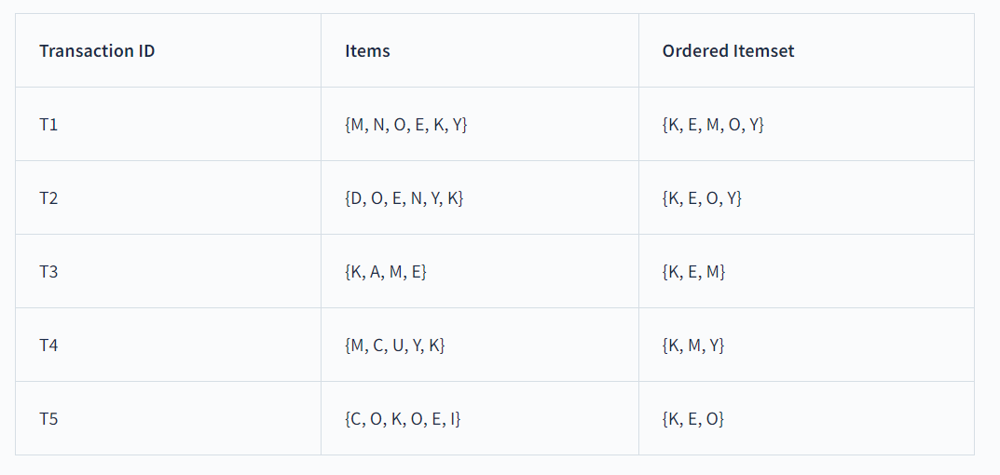 Transaction ID Items Ordered Itemset
T1 {M, N, O, E, K, Y} {K, E, M, O, Y}
T2 {D, O, E, N, Y, K} {K, E, O, Y}
T3 {K, A, M, E} {K, E, M}
T4 {M, C, U, Y, K} {K, M, Y}
T5 {C, O, K, O, E, I} {K, E, O}